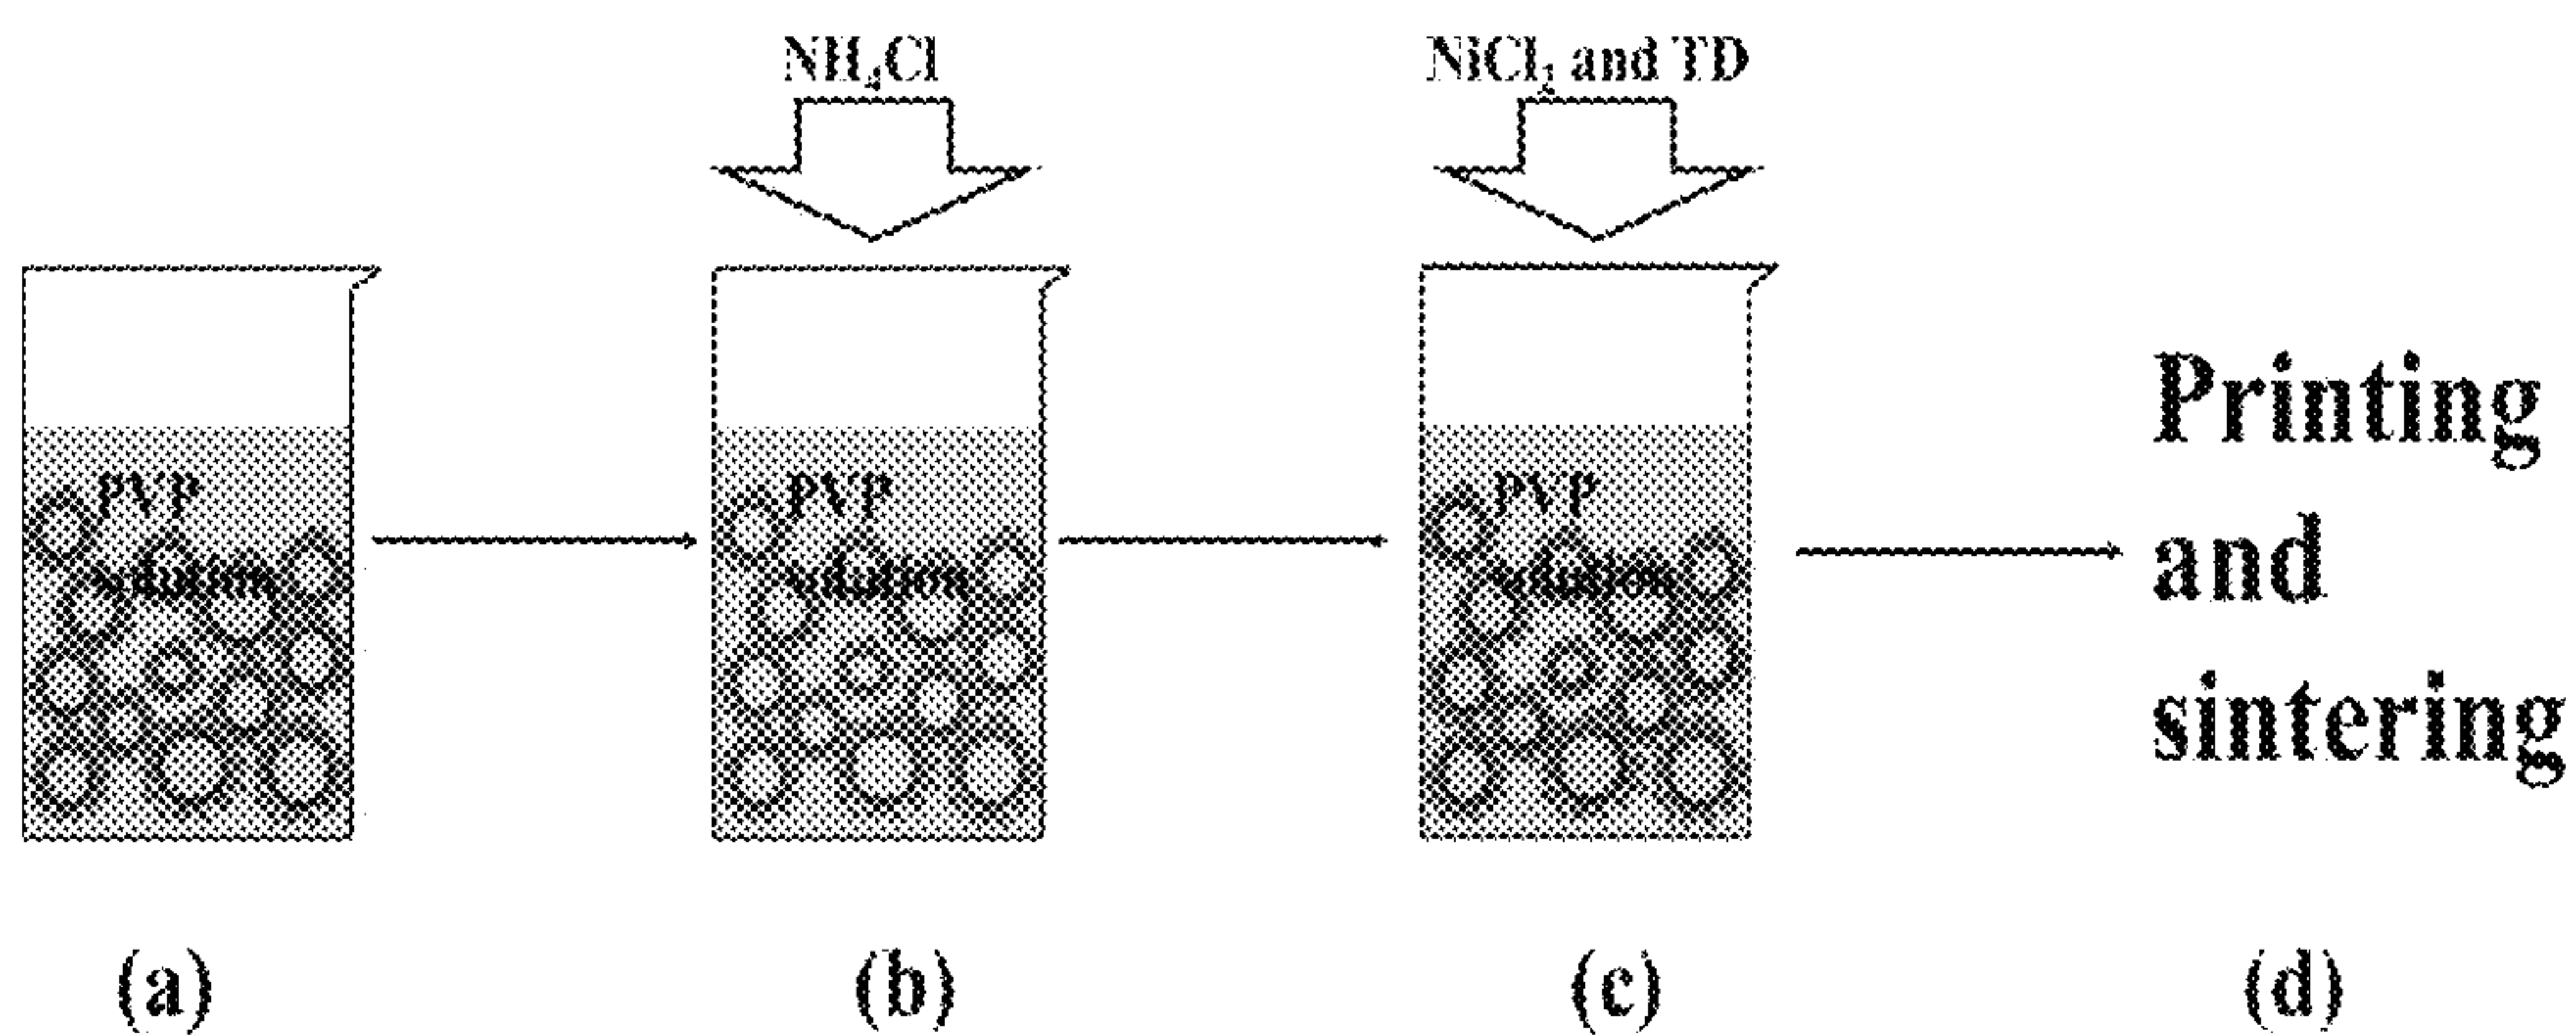 NH₄Cl
NiCl₂ and TD
PVP
solution
PVP
solution
PVP
solution
Printing
and
sintering
(a)
(b)
(c)
(d)